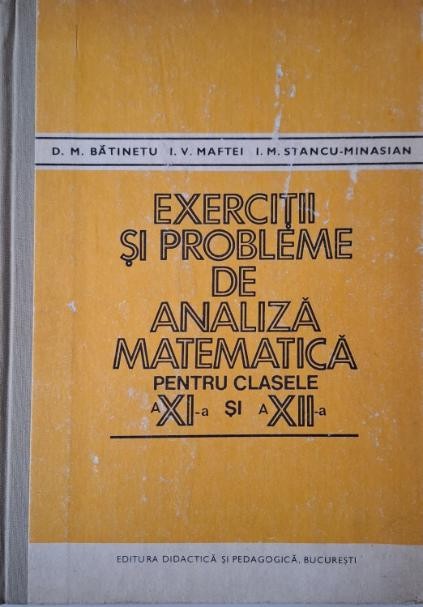 D. M. BĂTINEȚU I. V. MAFTEI I. M. STANCU-MINASIAN
EXERCIȚII
ȘI PROBLEME
DE
ANALIZĂ
MATEMATICĂ
PENTRU CLASELE
A XI-a ȘI A XII-a
EDITURA DIDACTICĂ ȘI PEDAGOGICĂ, BUCUREȘTI